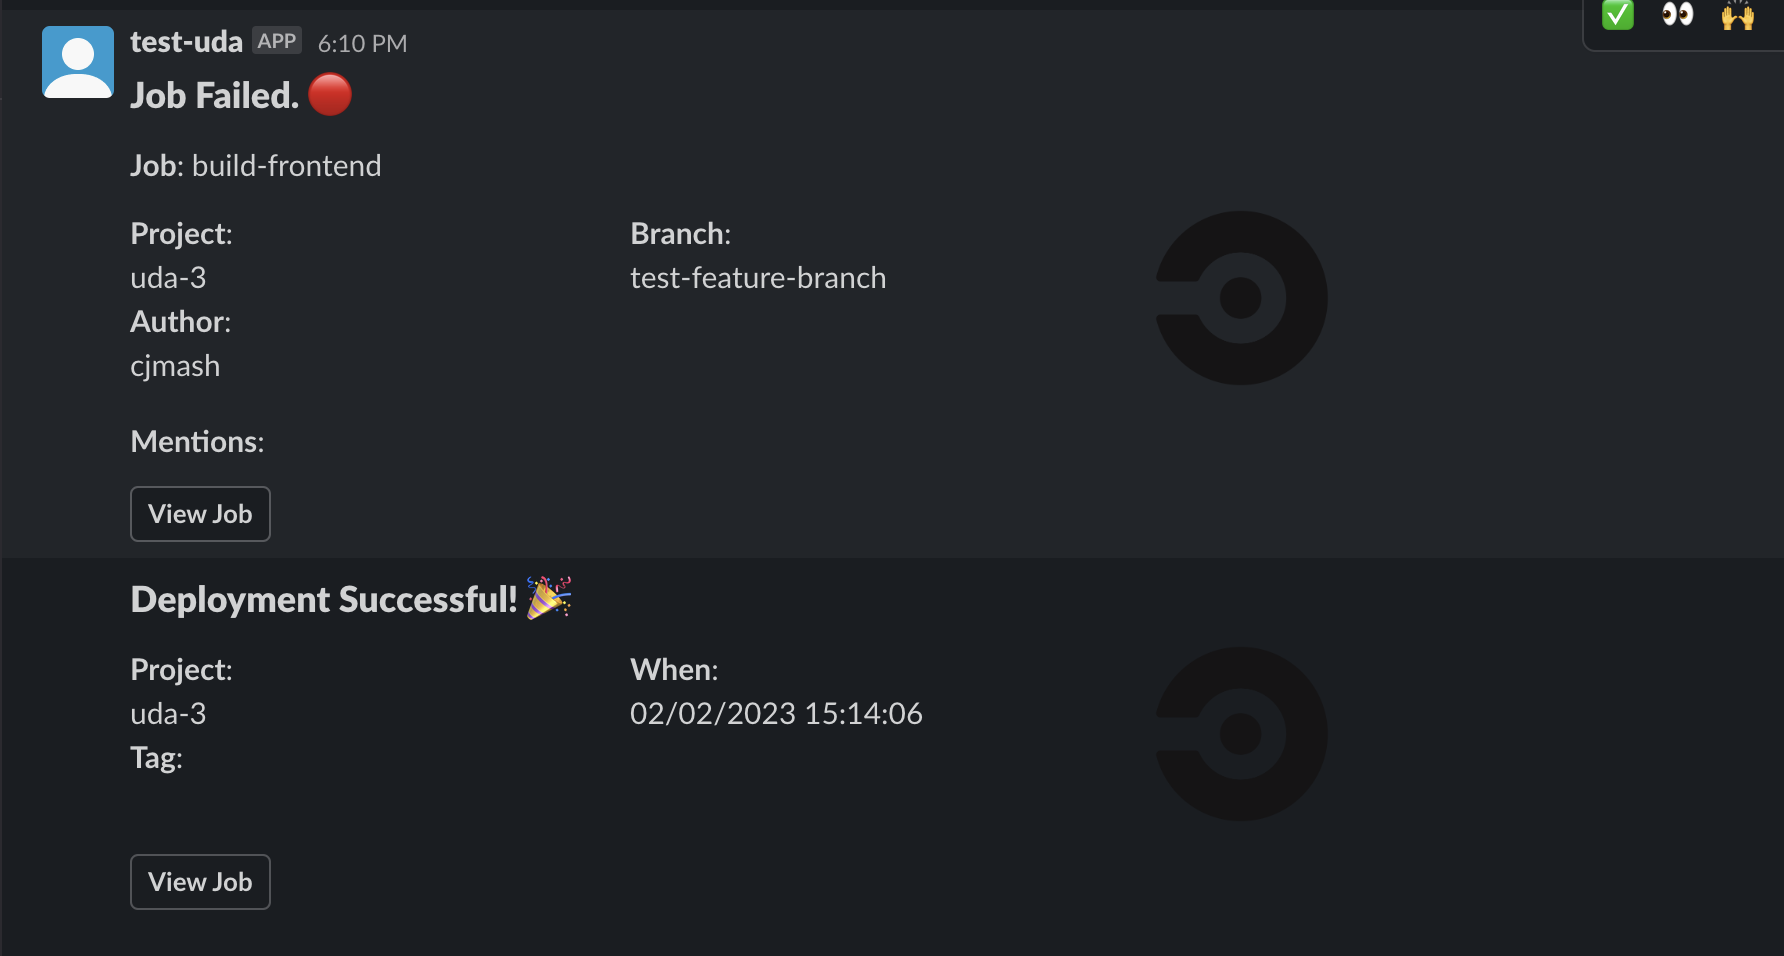 test-uda APP 6:10 PM
Job Failed.
Job: build-frontend
Project:
uda-3
Branch:
test-feature-branch
Author:
cjmash
Mentions:
View Job
Deployment Successful!
Project:
uda-3
When:
02/02/2023 15:14:06
Tag:
View Job